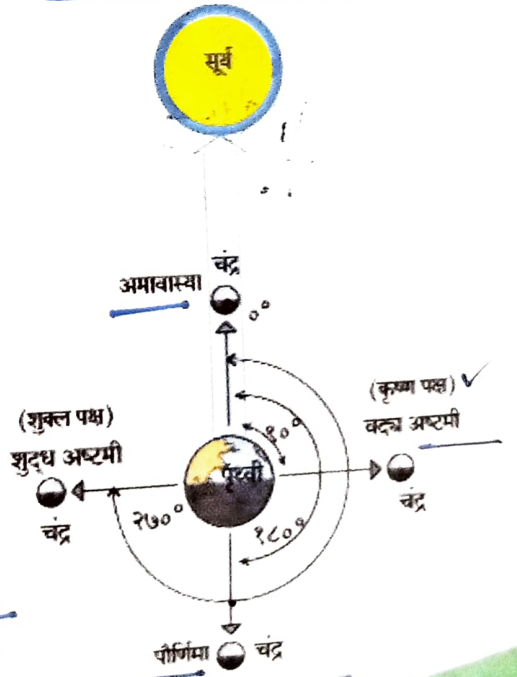 सूर्य
चंद्र
अमावास्या
०°
(कृष्ण पक्ष)
वद्य अष्टमी
(शुक्ल पक्ष)
शुद्ध अष्टमी
९०°
पृथ्वी
चंद्र
चंद्र
२७०°
१८०°
पौर्णिमा चंद्र